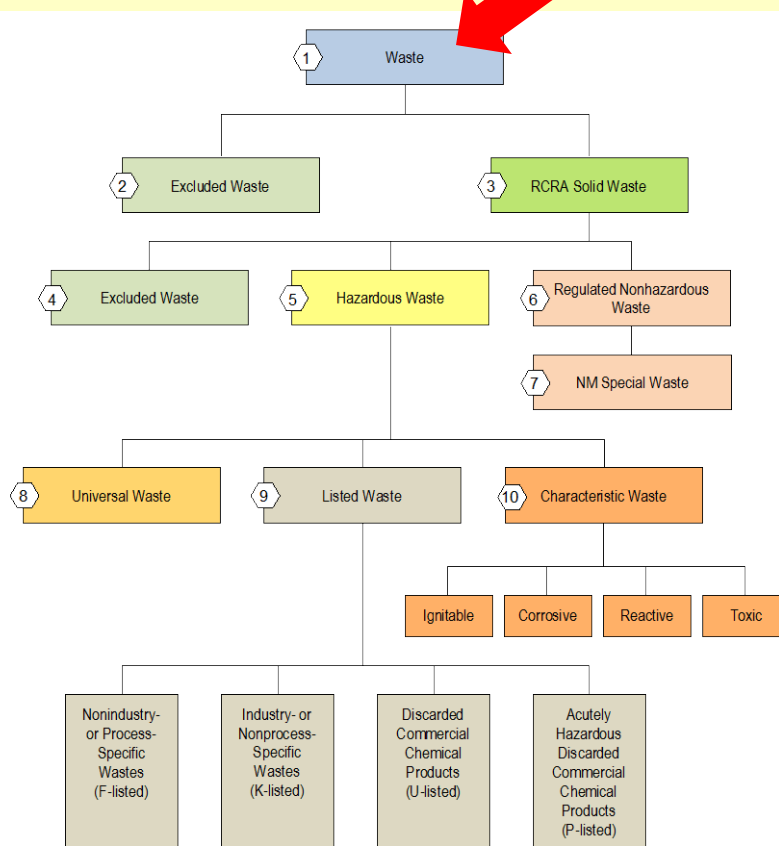 1
Waste
2
Excluded Waste
3
RCRA Solid Waste
4
Excluded Waste
5
Hazardous Waste
6
Regulated Nonhazardous
Waste
7
NM Special Waste
8
Universal Waste
9
Listed Waste
10
Characteristic Waste
Ignitable
Corrosive
Reactive
Toxic
Nonindustry-
or Process-
Specific
Wastes
(F-listed)
Industry- or
Nonprocess-
Specific
Wastes
(K-listed)
Discarded
Commercial
Chemical
Products
(U-listed)
Acutely
Hazardous
Discarded
Commercial
Chemical
Products
(P-listed)